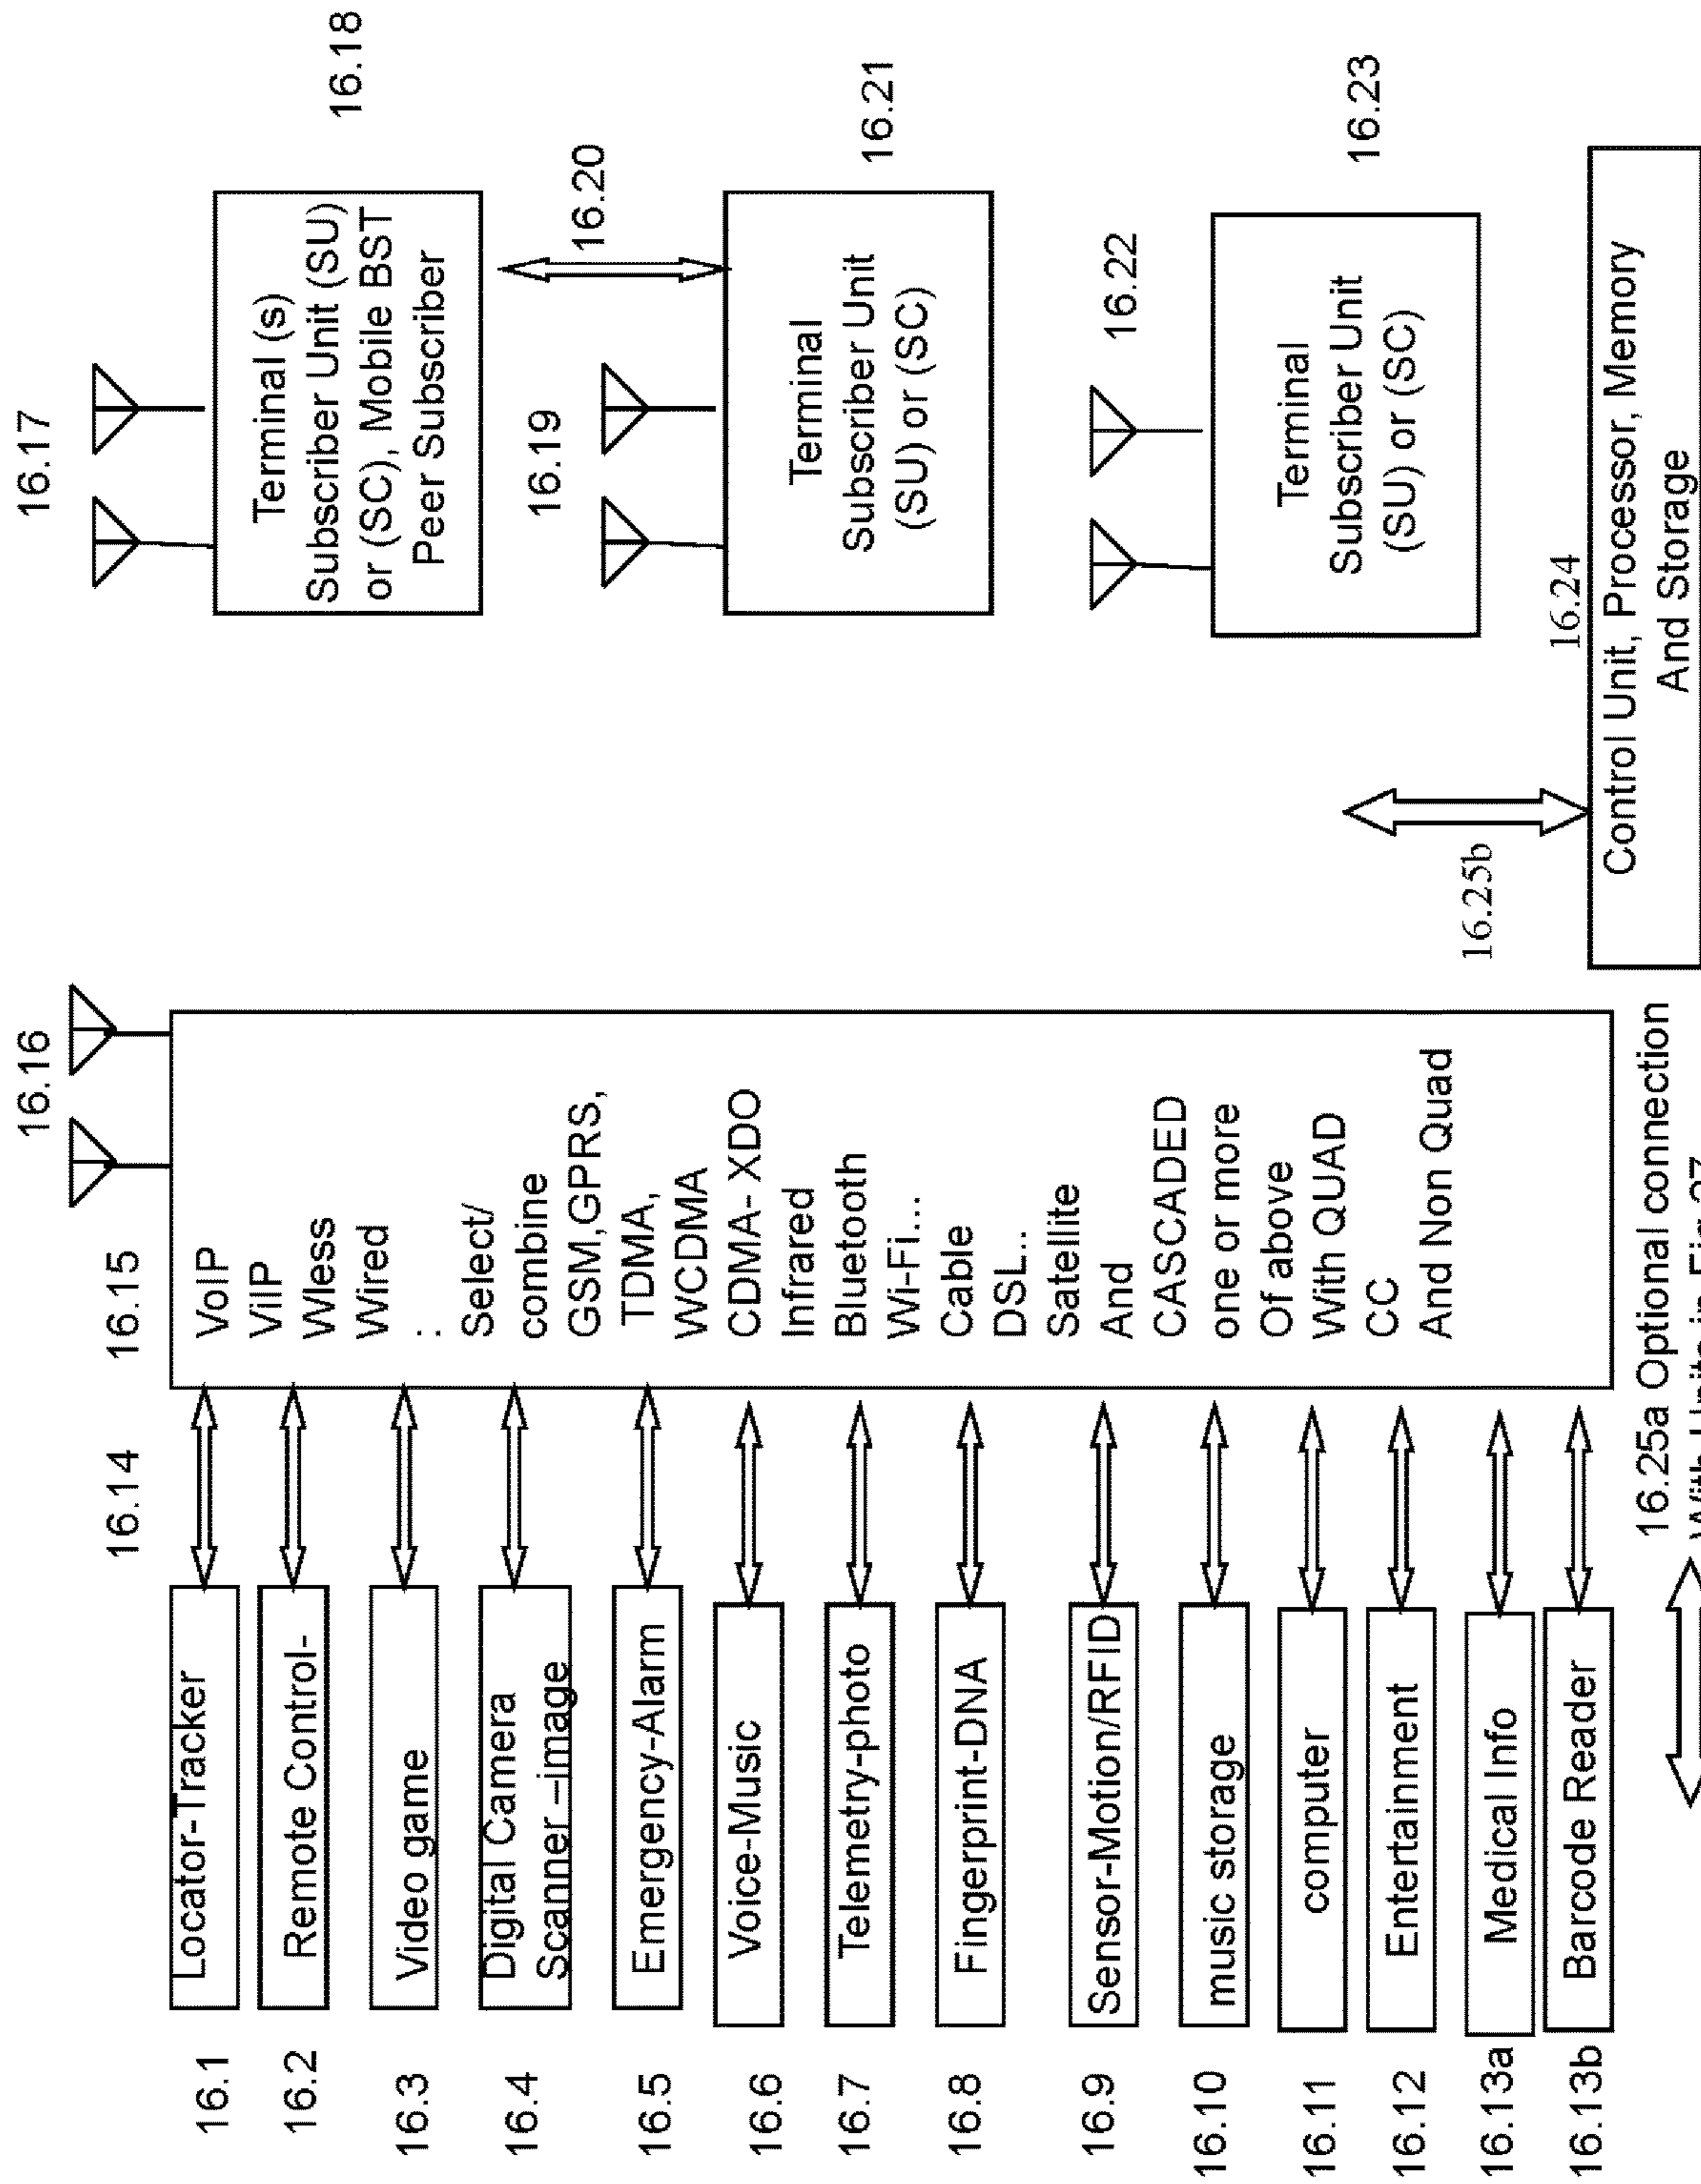 16.1
Locator-Tracker
16.2
Remote Control-
16.3
Video game
16.4
Digital Camera
Scanner –image
16.5
Emergency-Alarm
16.6
Voice-Music
16.7
Telemetry-photo
16.8
Fingerprint-DNA
16.9
Sensor-Motion/RFID
16.10
music storage
16.11
computer
16.12
Entertainment
16.13a
Medical Info
16.13b
Barcode Reader
16.14
16.15
16.16
VoIP
ViIP
Wless
Wired
:
Select/
combine
GSM,GPRS,
TDMA,
WCDMA
CDMA- XDO
Infrared
Bluetooth
Wi-Fi...
Cable
DSL..
Satellite
And
CASCADED
one or more
Of above
With QUAD
CC
And Non Quad
16.25a Optional connection
With Units in Fig 27
16.17
Terminal (s)
Subscriber Unit (SU)
or (SC), Mobile BST
Peer Subscriber
16.18
16.20
16.19
Terminal
Subscriber Unit
(SU) or (SC)
16.21
16.22
Terminal
Subscriber Unit
(SU) or (SC)
16.23
16.25b
16.24
Control Unit, Processor, Memory
And Storage